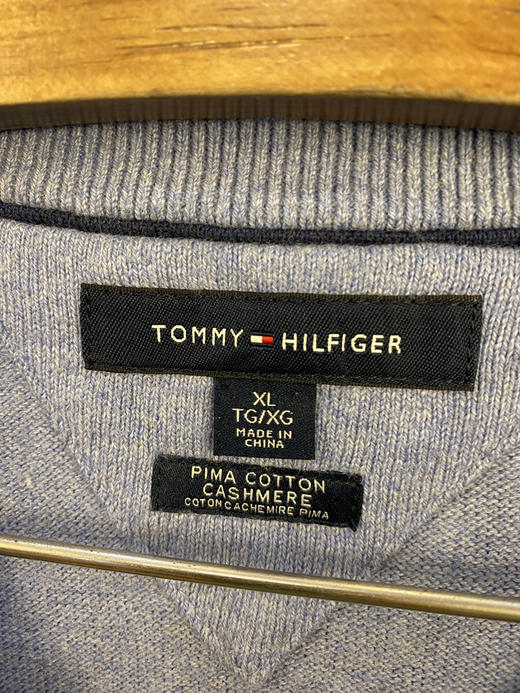 TOMMY HILFIGER
XL
TG/XG
MADE IN
CHINA
PIMA COTTON
CASHMERE
COTON CACHEMIRE PIMA